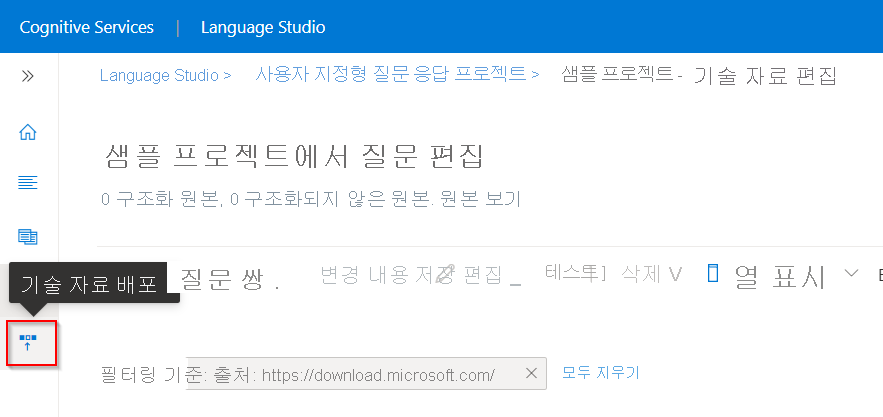 Cognitive Services | Language Studio
Language Studio > 사용자 지정형 질문 응답 프로젝트 > 샘플 프로젝트 - 기술 자료 편집
샘플 프로젝트에서 질문 편집
0 구조화 원본, 0 구조화되지 않은 원본. 원본 보기
기술 자료 배포
질문 쌍 . 변경 내용 저장 편집 _ 테스트] 삭제 V 열 표시
필터링 기준: 출처: https://download.microsoft.com/ 모두 지우기